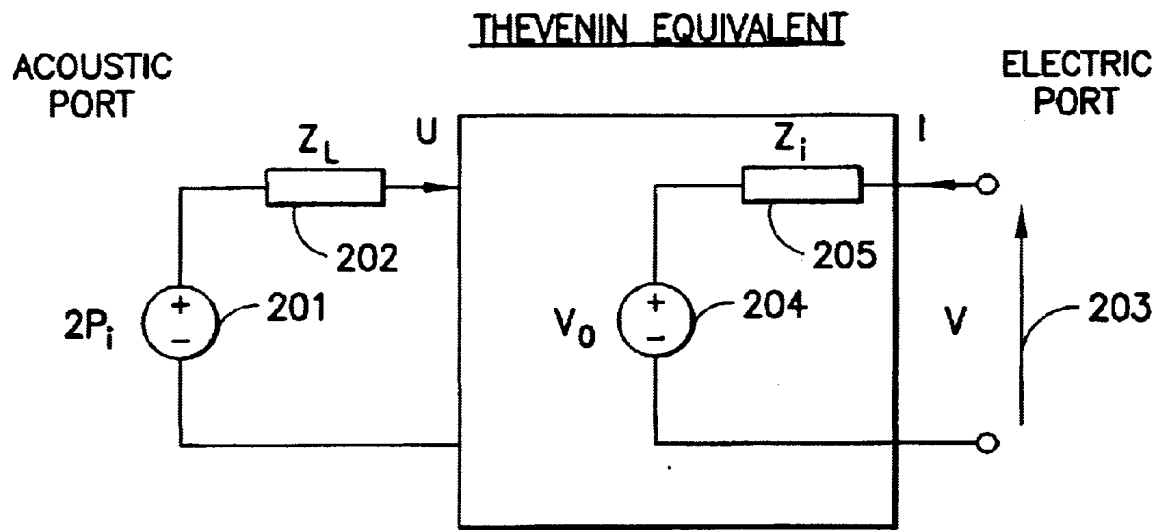 THEVENIN EQUIVALENT
ACOUSTIC
PORT
ELECTRIC
PORT
Z_L
U
Z_i
I
202
205
2P_i
+
-
201
V_0
+
-
204
V
203